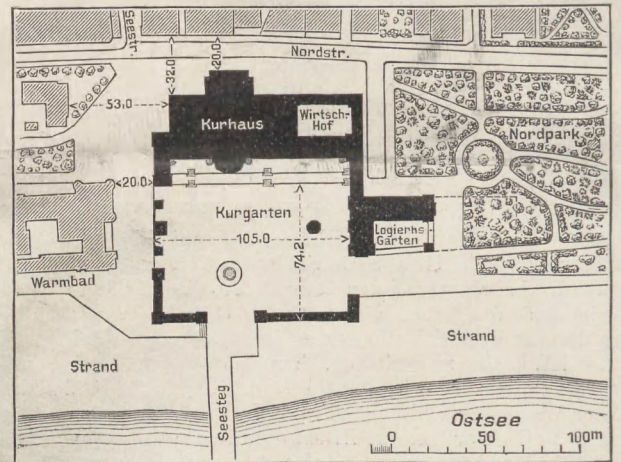 Seestr.
Nordstr.
32,0
20,0
53,0
Kurhaus
Wirtsch-
Hof
Nordpark
20,0
Kurgarten
105,0
74,2
Logierhs
Garten
Warmbad
Strand
Strand
Seesteg
Ostsee
0 50 100m